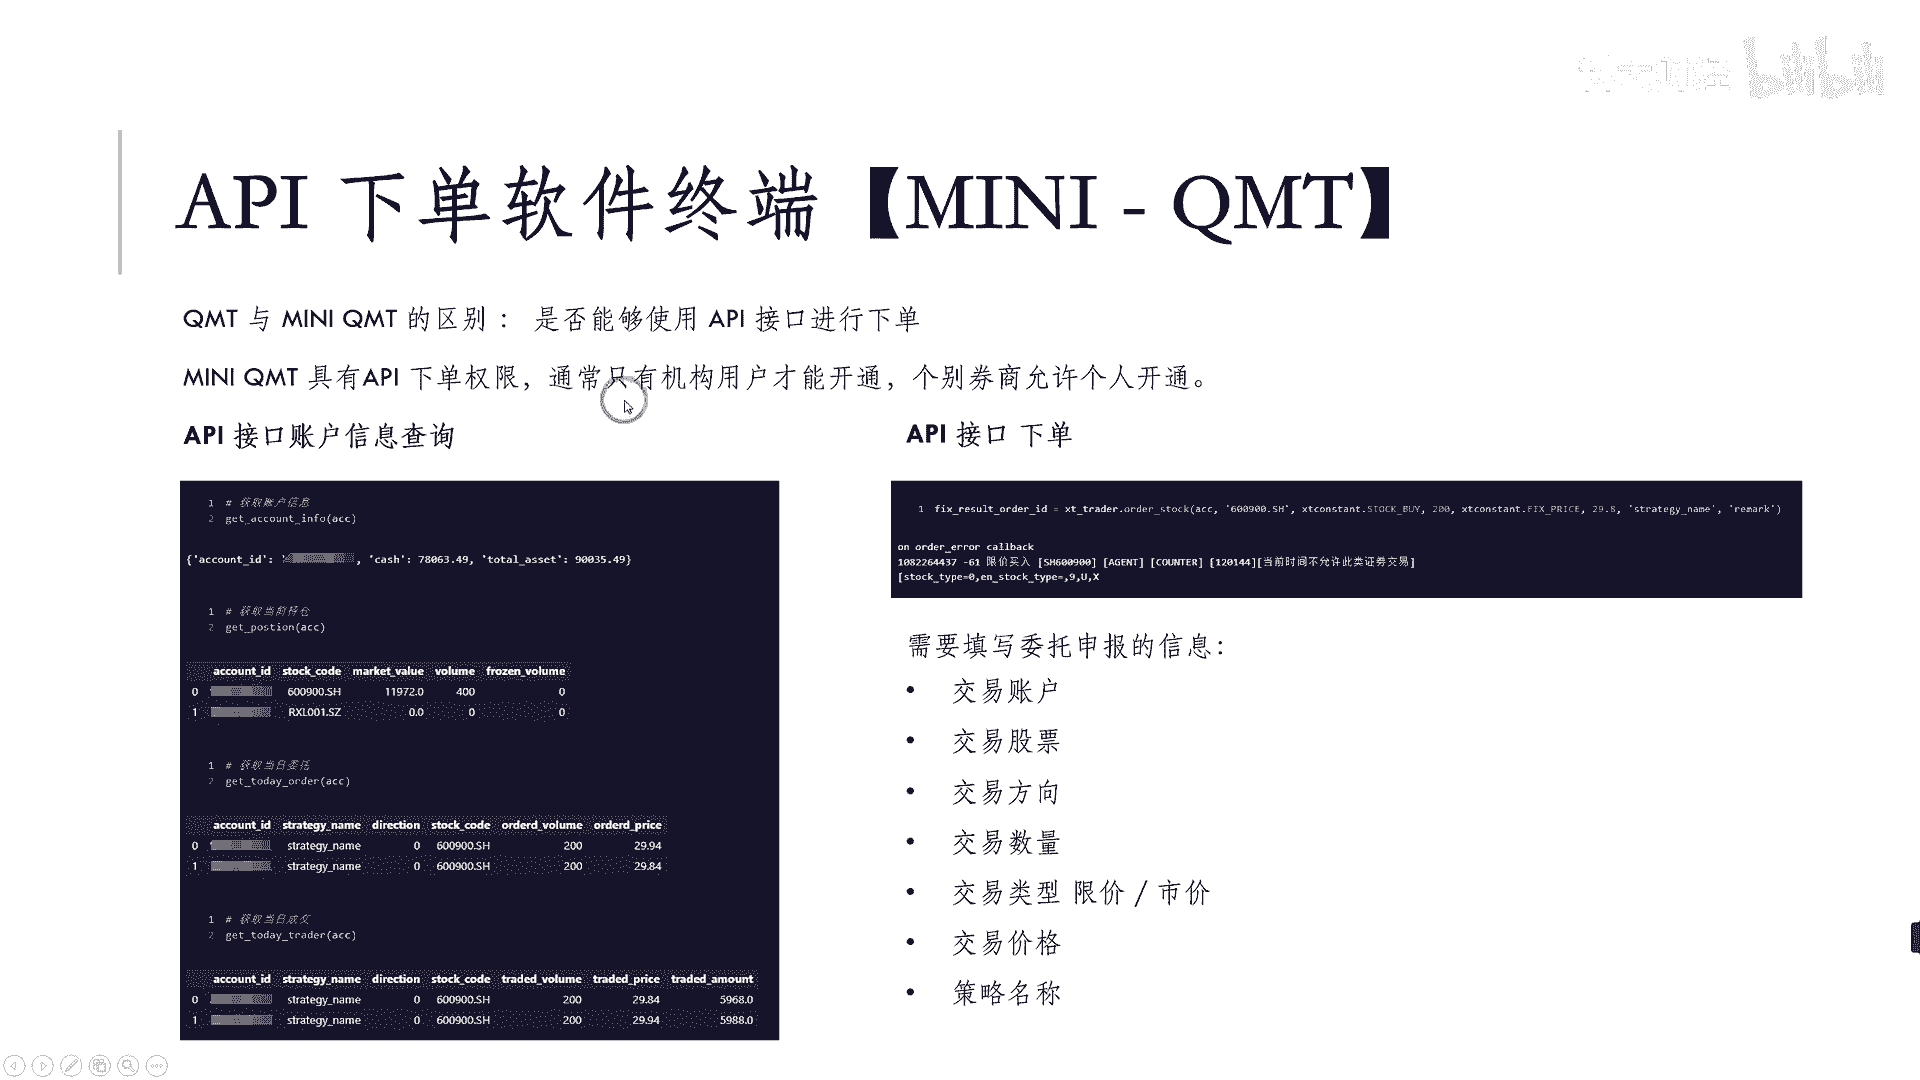 bilibili
API 下单软件终端【MINI - QMT】
QMT 与 MINI QMT 的区别： 是否能够使用 API 接口进行下单
MINI QMT 具有API 下单权限，通常只有机构用户才能开通，个别券商允许个人开通。
API 接口账户信息查询
1 # 获取账户信息
2 get_account_info(acc)
{'account_id': , 'cash': 78063.49, 'total_asset': 90035.49}
1 # 获取当前持仓
2 get_postion(acc)
account_id stock_code market_value volume frozen_volume
0 600900.SH 11972.0 400 0
1 RXL001.SZ 0.0 0 0
1 # 获取当日委托
2 get_today_order(acc)
account_id strategy_name direction stock_code orderd_volume orderd_price
0 strategy_name 0 600900.SH 200 29.94
1 strategy_name 0 600900.SH 200 29.84
1 # 获取当日成交
2 get_today_trader(acc)
account_id strategy_name direction stock_code traded_volume traded_price traded_amount
0 strategy_name 0 600900.SH 200 29.84 5968.0
1 strategy_name 0 600900.SH 200 29.94 5988.0
API 接口 下单
1 fix_result_order_id = xt_trader.order_stock(acc, '600900.SH', xtconstant.STOCK_BUY, 200, xtconstant.FIX_PRICE, 29.8, 'strategy_name', 'remark')
on order_error callback
1082264437 -61 限价买入 [SH600900] [AGENT] [COUNTER] [120144][当前时间不允许此类证券交易]
[stock_type=0,en_stock_type=,9,U,X
需要填写委托申报的信息：
• 交易账户
• 交易股票
• 交易方向
• 交易数量
• 交易类型 限价 / 市价
• 交易价格
• 策略名称